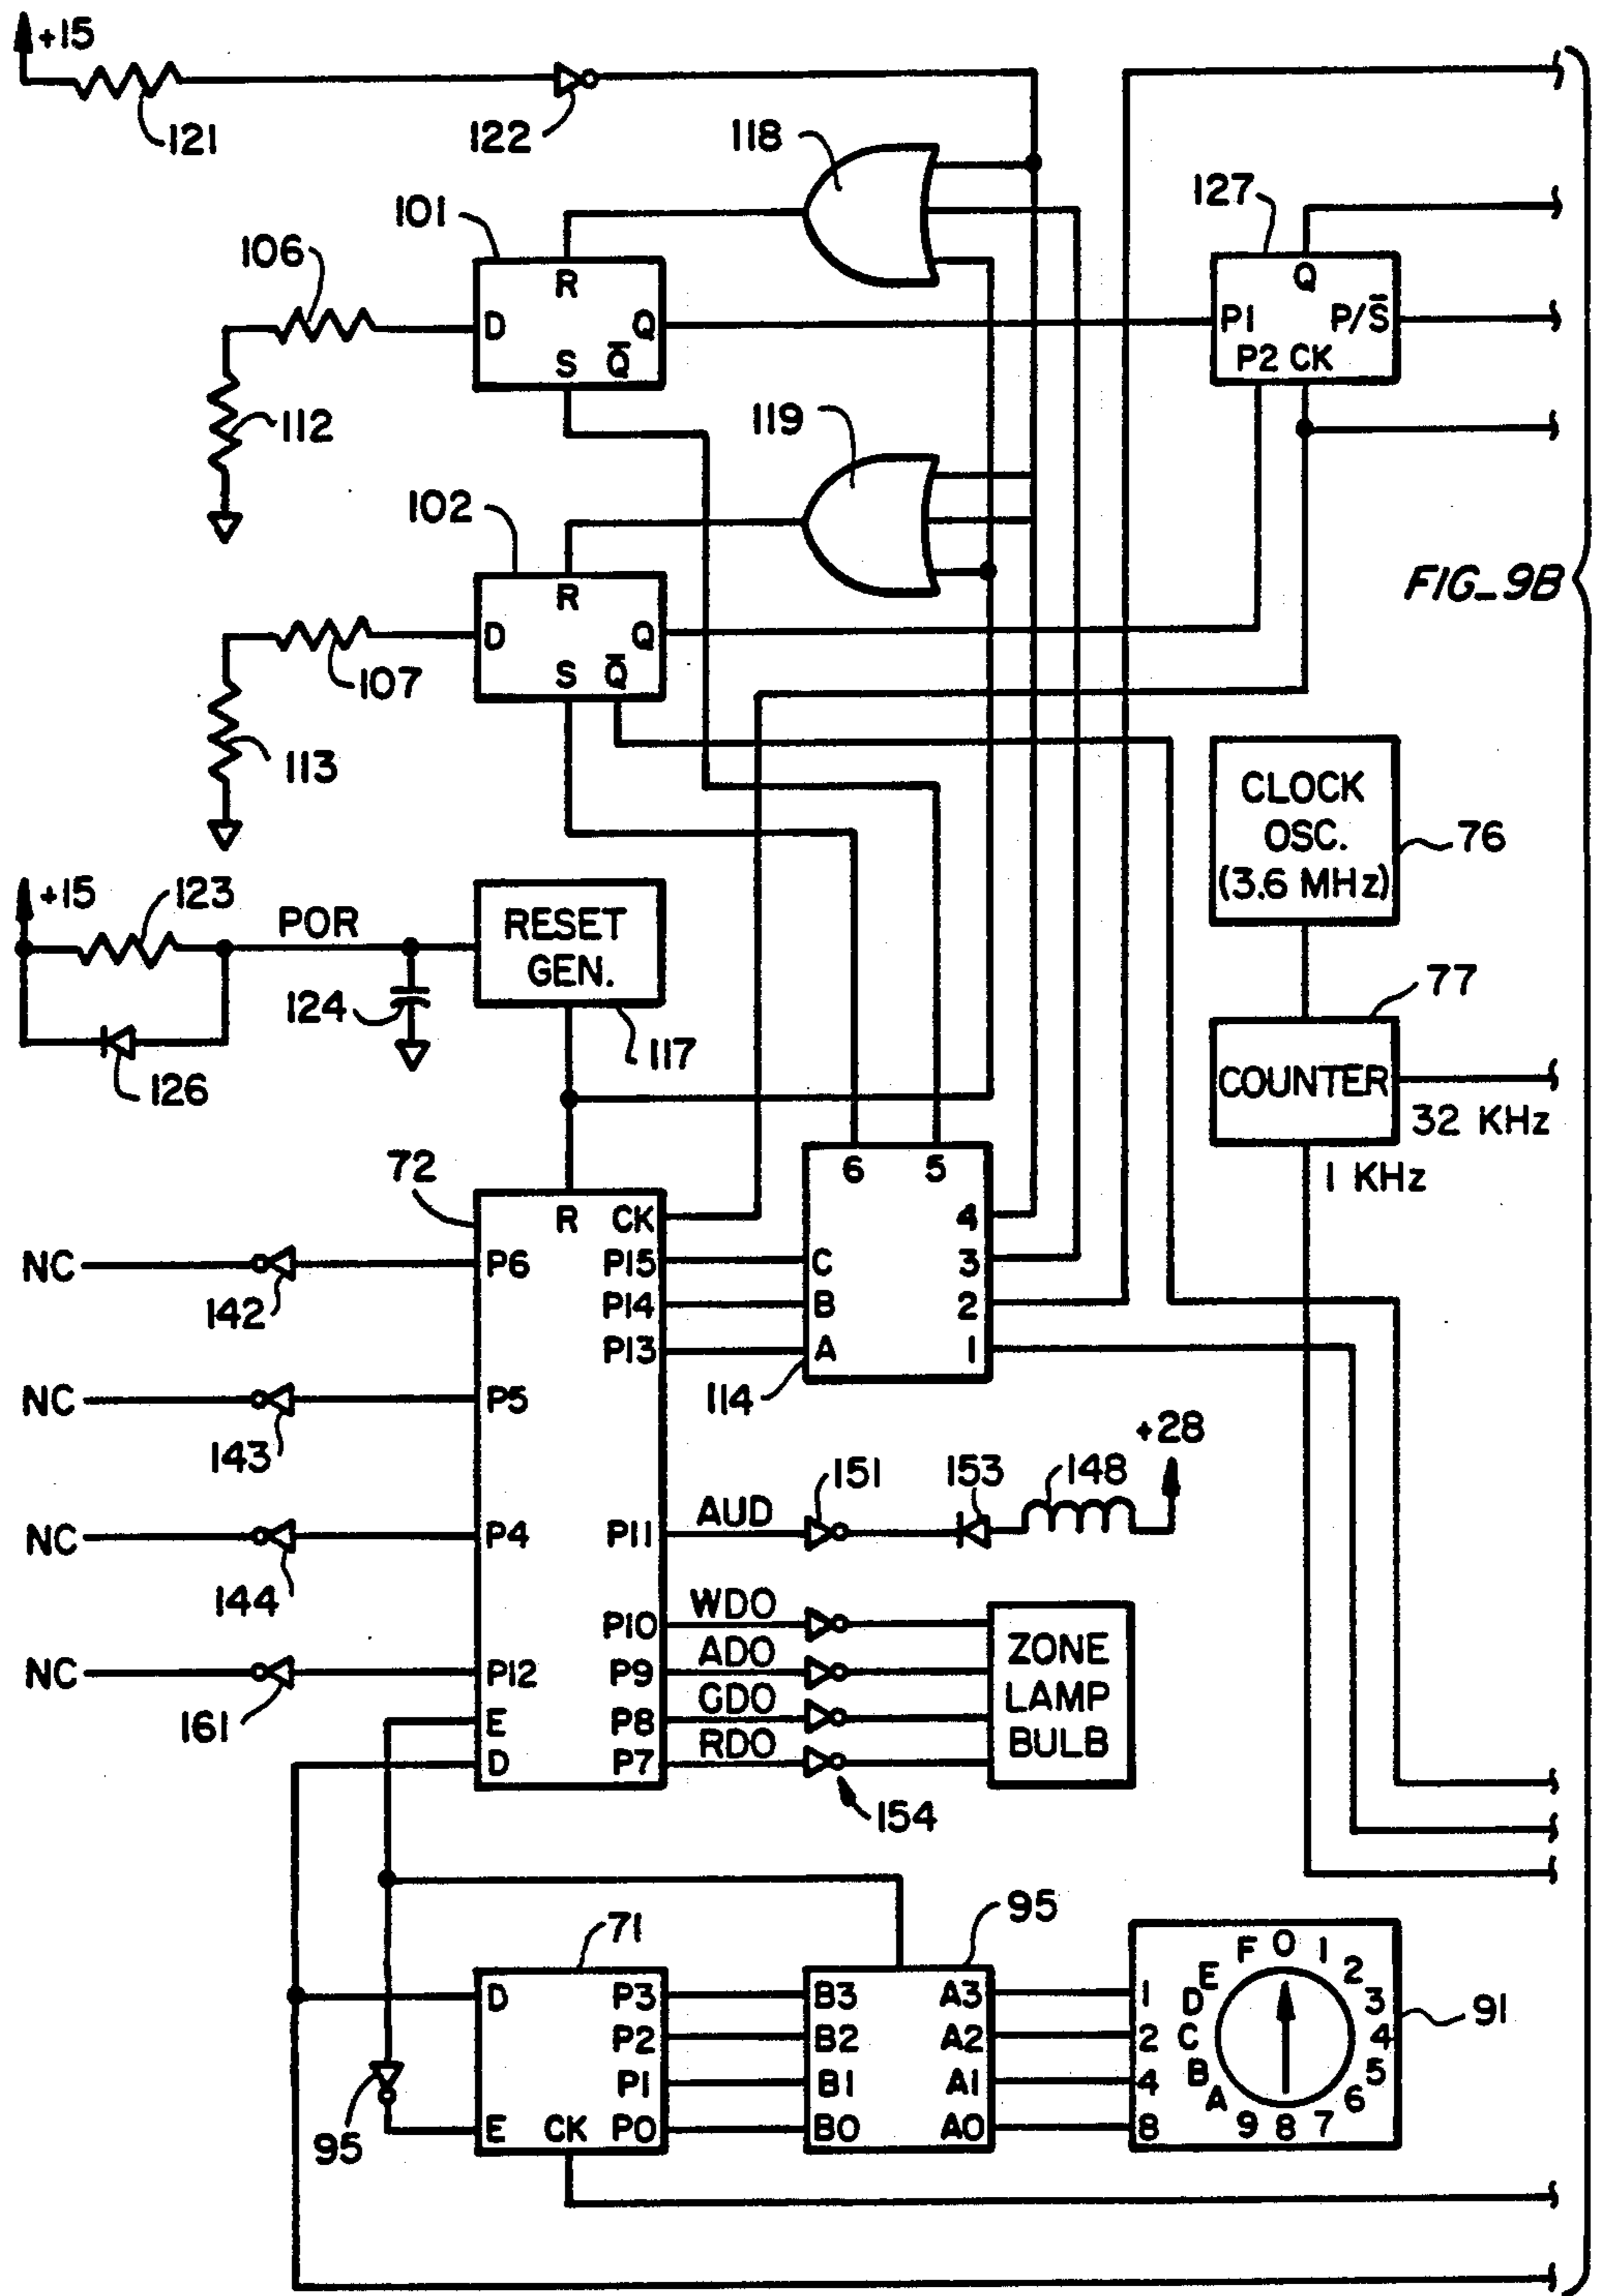 +15
121
122
118
127
101
106
R
D
Q
S
Q̅
Q
P1
P/S̅
P2 CK
112
119
102
FIG_9B
R
D
Q
S
Q̅
107
113
CLOCK
OSC.
(3.6 MHz)
76
+15
123
POR
RESET
GEN.
124
117
126
77
COUNTER
32 KHz
1 KHz
72
6
5
R
CK
4
NC
142
P6
P15
C
3
P14
B
2
P13
A
1
NC
143
P5
114
+28
151
153
148
NC
144
P4
P11
AUD
WDO
P10
ADO
P9
GDO
P8
RDO
P7
ZONE
LAMP
BULB
NC
161
P12
E
D
154
71
95
D
P3
B3
A3
1
P2
B2
A2
2
P1
B1
A1
4
E
CK
P0
B0
A0
8
95
F 0 1 2 3 4 5 6 7 8 9 A B C D E
91